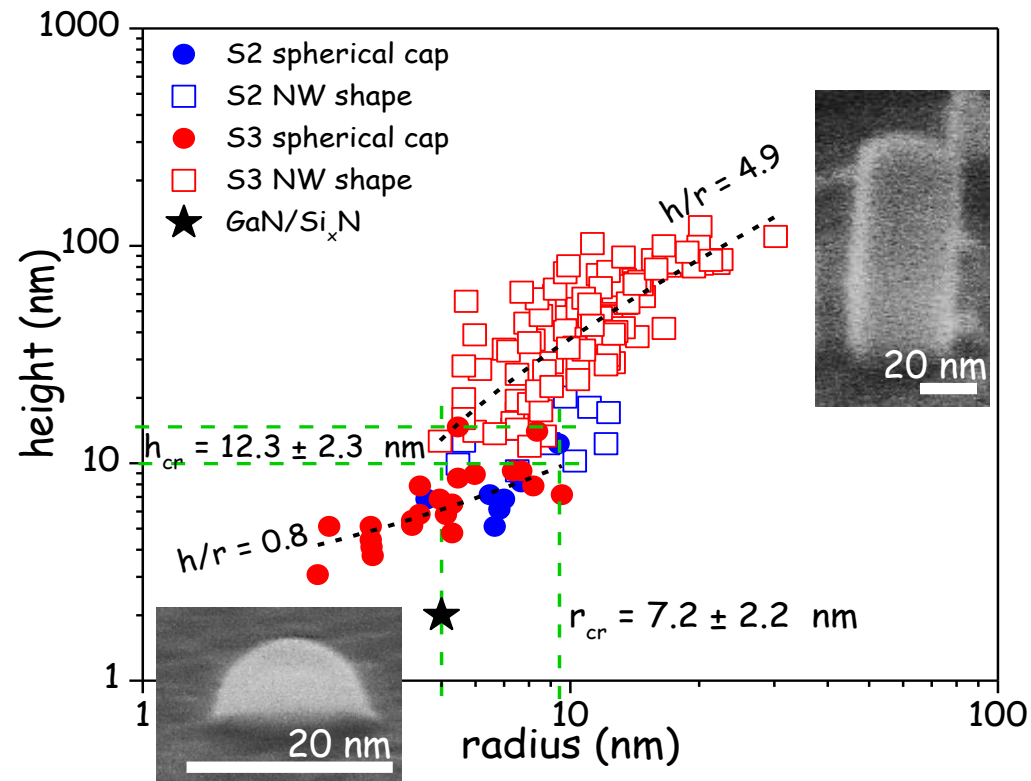 1000
S2 spherical cap
S2 NW shape
S3 spherical cap
S3 NW shape
GaN/SiₓN
h/r = 4.9
100
height (nm)
20 nm
h_cr = 12.3 ± 2.3 nm
10
h/r = 0.8
r_cr = 7.2 ± 2.2 nm
20 nm
1
1
10
100
radius (nm)